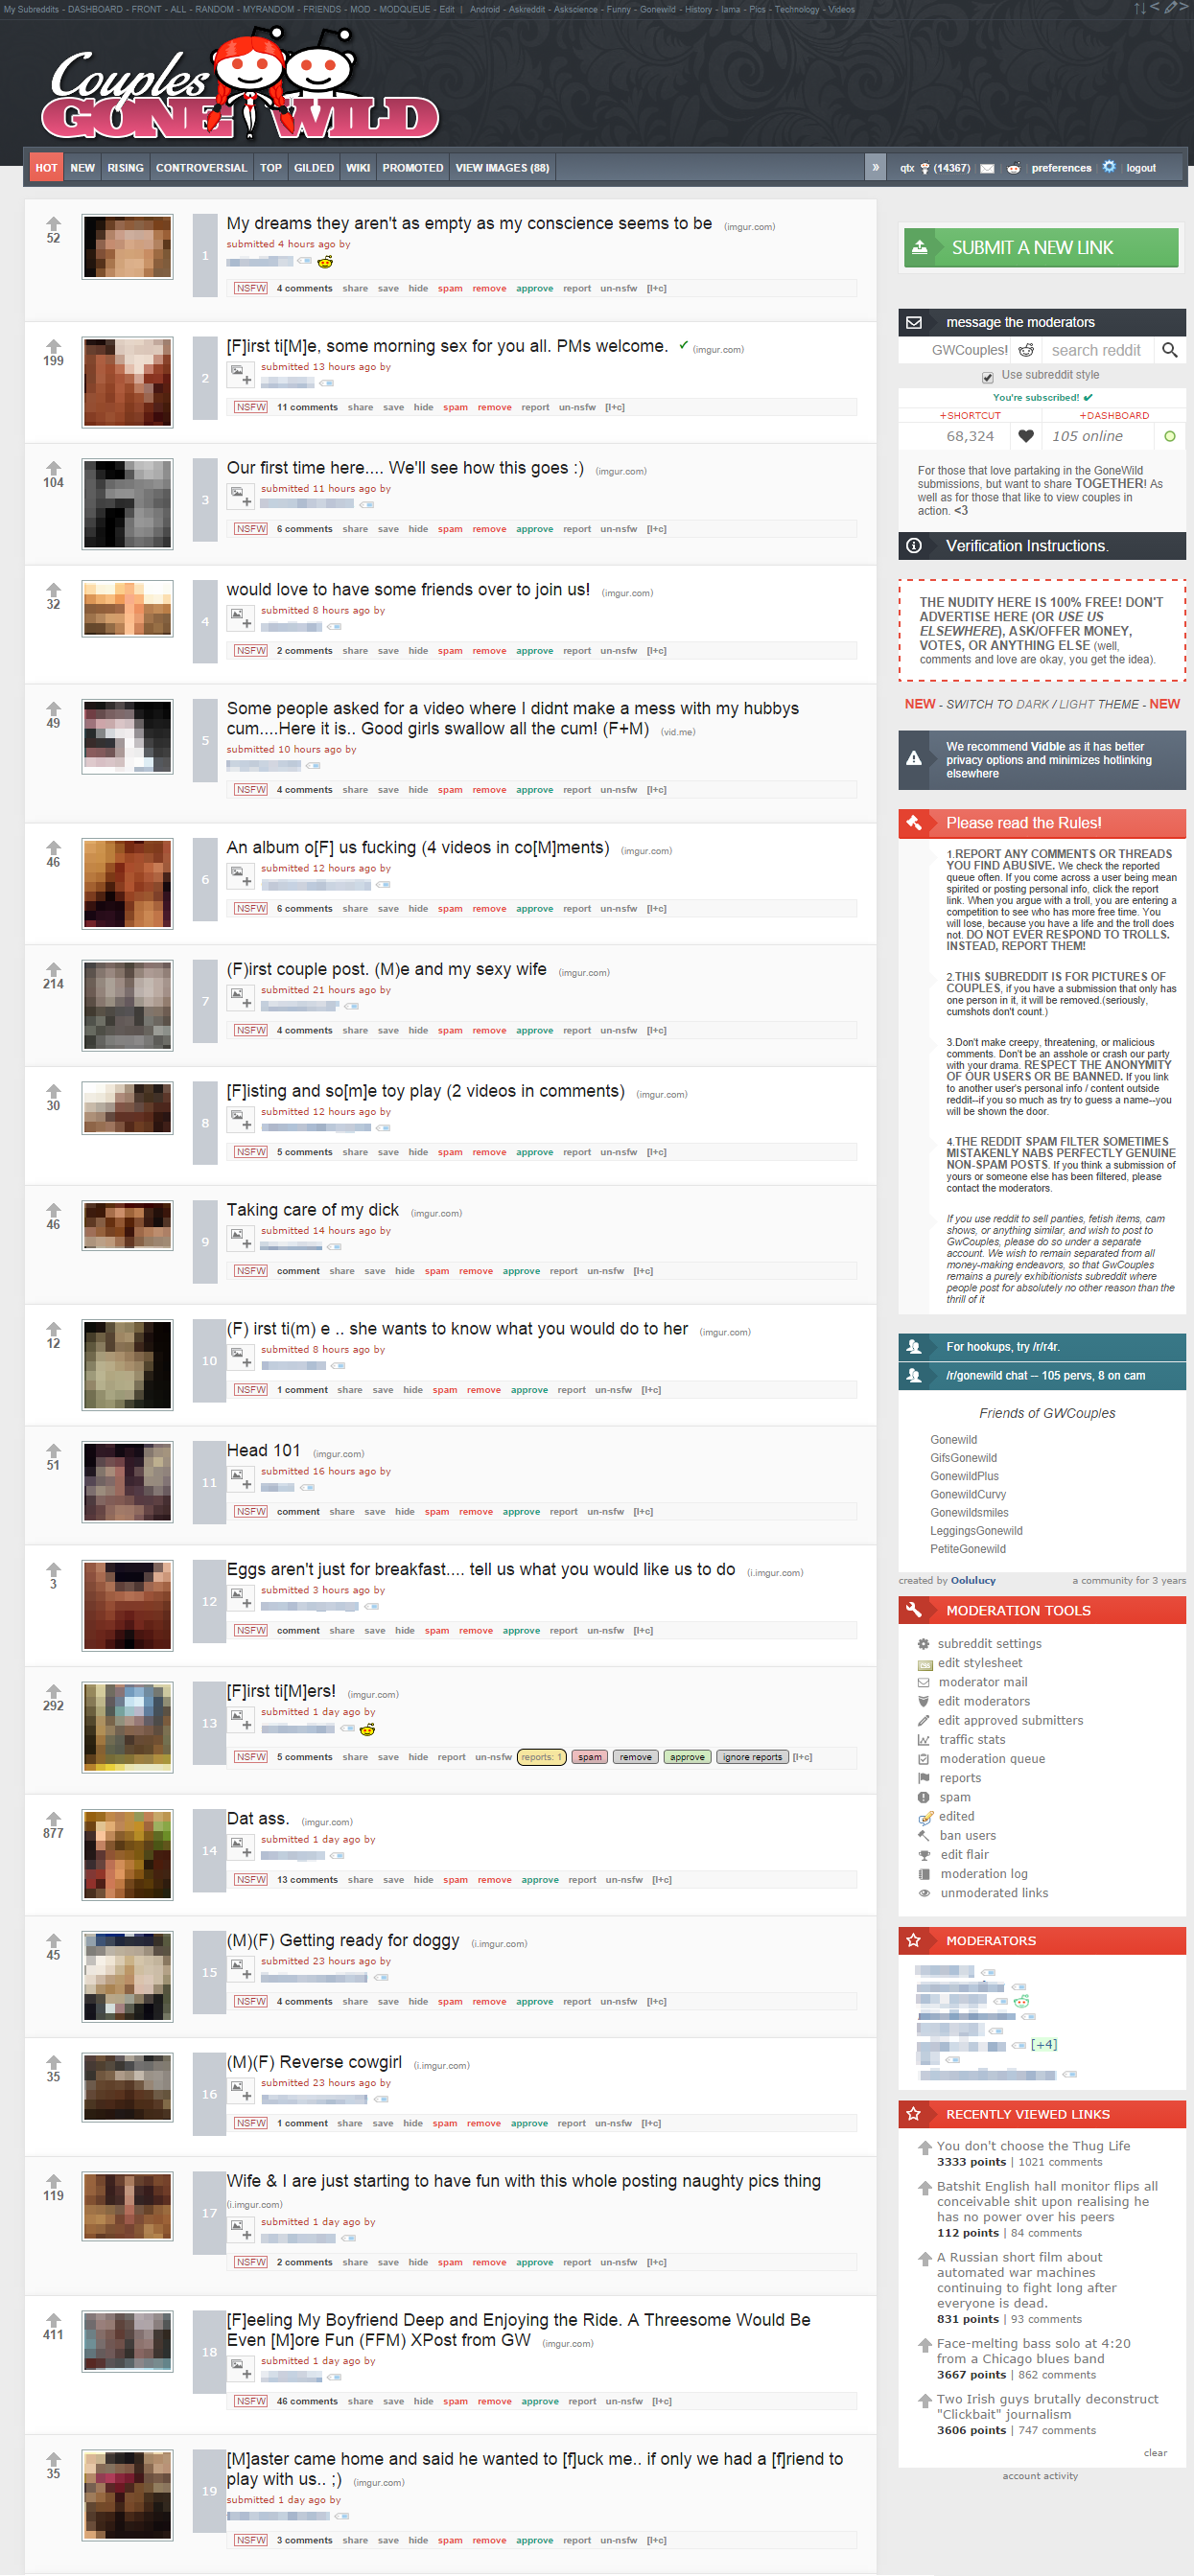 My Subreddits - DASHBOARD - FRONT - ALL - RANDOM - MYRANDOM - FRIENDS - MOD - MODQUEUE - Edit | Android - Askreddit - Askscience - Funny - Gonewild - History - Iama - Pics - Technology - Videos
Couples
GONE WILD
HOT NEW RISING CONTROVERSIAL TOP GILDED WIKI PROMOTED VIEW IMAGES (88)
» qtx (14367) | preferences | logout
52
1
My dreams they aren't as empty as my conscience seems to be (imgur.com)
submitted 4 hours ago by
NSFW 4 comments share save hide spam remove approve report un-nsfw [l+c]
199
2
[F]irst ti[M]e, some morning sex for you all. PMs welcome. ✓ (imgur.com)
submitted 13 hours ago by
NSFW 11 comments share save hide spam remove report un-nsfw [l+c]
104
3
Our first time here.... We'll see how this goes :) (imgur.com)
submitted 11 hours ago by
NSFW 6 comments share save hide spam remove approve report un-nsfw [l+c]
32
4
would love to have some friends over to join us! (imgur.com)
submitted 8 hours ago by
NSFW 2 comments share save hide spam remove approve report un-nsfw [l+c]
49
5
Some people asked for a video where I didnt make a mess with my hubbys
cum....Here it is.. Good girls swallow all the cum! (F+M) (vid.me)
submitted 10 hours ago by
NSFW 4 comments share save hide spam remove approve report un-nsfw [l+c]
46
6
An album o[F] us fucking (4 videos in co[M]ments) (imgur.com)
submitted 12 hours ago by
NSFW 6 comments share save hide spam remove approve report un-nsfw [l+c]
214
7
(F)irst couple post. (M)e and my sexy wife (imgur.com)
submitted 21 hours ago by
NSFW 4 comments share save hide spam remove approve report un-nsfw [l+c]
30
8
[F]isting and so[m]e toy play (2 videos in comments) (imgur.com)
submitted 12 hours ago by
NSFW 5 comments share save hide spam remove approve report un-nsfw [l+c]
46
9
Taking care of my dick (imgur.com)
submitted 14 hours ago by
NSFW comment share save hide spam remove approve report un-nsfw [l+c]
12
10
(F) irst ti(m) e .. she wants to know what you would do to her (imgur.com)
submitted 8 hours ago by
NSFW 1 comment share save hide spam remove approve report un-nsfw [l+c]
51
11
Head 101 (imgur.com)
submitted 16 hours ago by
NSFW comment share save hide spam remove approve report un-nsfw [l+c]
3
12
Eggs aren't just for breakfast.... tell us what you would like us to do (i.imgur.com)
submitted 3 hours ago by
NSFW comment share save hide spam remove approve report un-nsfw [l+c]
292
13
[F]irst ti[M]ers! (imgur.com)
submitted 1 day ago by
NSFW 5 comments share save hide report un-nsfw reports: 1 spam remove approve ignore reports [l+c]
877
14
Dat ass. (imgur.com)
submitted 1 day ago by
NSFW 13 comments share save hide spam remove approve report un-nsfw [l+c]
45
15
(M)(F) Getting ready for doggy (i.imgur.com)
submitted 23 hours ago by
NSFW 4 comments share save hide spam remove approve report un-nsfw [l+c]
35
16
(M)(F) Reverse cowgirl (i.imgur.com)
submitted 23 hours ago by
NSFW 1 comment share save hide spam remove approve report un-nsfw [l+c]
119
17
Wife & I are just starting to have fun with this whole posting naughty pics thing
(i.imgur.com)
submitted 1 day ago by
NSFW 2 comments share save hide spam remove approve report un-nsfw [l+c]
411
18
[F]eeling My Boyfriend Deep and Enjoying the Ride. A Threesome Would Be
Even [M]ore Fun (FFM) XPost from GW (imgur.com)
submitted 1 day ago by
NSFW 46 comments share save hide spam remove approve report un-nsfw [l+c]
35
19
[M]aster came home and said he wanted to [f]uck me.. if only we had a [f]riend to
play with us.. ;) (imgur.com)
submitted 1 day ago by
NSFW 3 comments share save hide spam remove approve report un-nsfw [l+c]
SUBMIT A NEW LINK
message the moderators
GWCouples! search reddit
Use subreddit style
You're subscribed! ✔
+SHORTCUT +DASHBOARD
68,324 105 online
For those that love partaking in the GoneWild
submissions, but want to share TOGETHER! As
well as for those that like to view couples in
action. <3
Verification Instructions.
THE NUDITY HERE IS 100% FREE! DON'T
ADVERTISE HERE (OR USE US
ELSEWHERE), ASK/OFFER MONEY,
VOTES, OR ANYTHING ELSE (well,
comments and love are okay, you get the idea).
NEW - SWITCH TO DARK / LIGHT THEME - NEW
We recommend Vidble as it has better
privacy options and minimizes hotlinking
elsewhere
Please read the Rules!
1.REPORT ANY COMMENTS OR THREADS
YOU FIND ABUSIVE. We check the reported
queue often. If you come across a user being mean
spirited or posting personal info, click the report
link. When you argue with a troll, you are entering a
competition to see who has more free time. You
will lose, because you have a life and the troll does
not. DO NOT EVER RESPOND TO TROLLS.
INSTEAD, REPORT THEM!
2.THIS SUBREDDIT IS FOR PICTURES OF
COUPLES, if you have a submission that only has
one person in it, it will be removed.(seriously,
cumshots don't count.)
3.Don't make creepy, threatening, or malicious
comments. Don't be an asshole or crash our party
with your drama. RESPECT THE ANONYMITY
OF OUR USERS OR BE BANNED. If you link
to another user's personal info / content outside
reddit--if you so much as try to guess a name--you
will be shown the door.
4.THE REDDIT SPAM FILTER SOMETIMES
MISTAKENLY NABS PERFECTLY GENUINE
NON-SPAM POSTS. If you think a submission of
yours or someone else has been filtered, please
contact the moderators.
If you use reddit to sell panties, fetish items, cam
shows, or anything similar, and wish to post to
GwCouples, please do so under a separate
account. We wish to remain separated from all
money-making endeavors, so that GwCouples
remains a purely exhibitionists subreddit where
people post for absolutely no other reason than the
thrill of it
For hookups, try /r/r4r.
/r/gonewild chat -- 105 pervs, 8 on cam
Friends of GWCouples
Gonewild
GifsGonewild
GonewildPlus
GonewildCurvy
Gonewildsmiles
LeggingsGonewild
PetiteGonewild
created by Oolulucy a community for 3 years
MODERATION TOOLS
subreddit settings
edit stylesheet
moderator mail
edit moderators
edit approved submitters
traffic stats
moderation queue
reports
spam
edited
ban users
edit flair
moderation log
unmoderated links
MODERATORS
[+4]
RECENTLY VIEWED LINKS
You don't choose the Thug Life
3333 points | 1021 comments
Batshit English hall monitor flips all
conceivable shit upon realising he
has no power over his peers
112 points | 84 comments
A Russian short film about
automated war machines
continuing to fight long after
everyone is dead.
831 points | 93 comments
Face-melting bass solo at 4:20
from a Chicago blues band
3667 points | 862 comments
Two Irish guys brutally deconstruct
"Clickbait" journalism
3606 points | 747 comments
clear
account activity